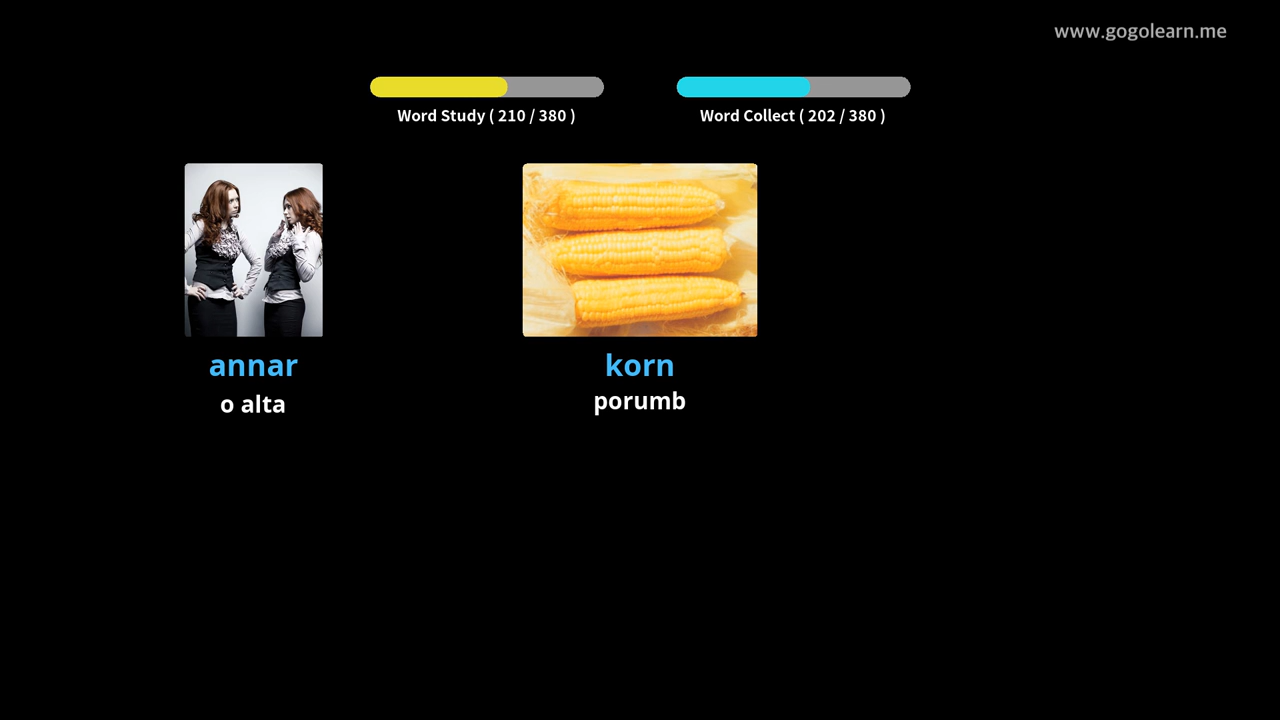 www.gogolearn.me
Word Study ( 210 / 380 )
Word Collect ( 202 / 380 )
annar
o alta
korn
porumb